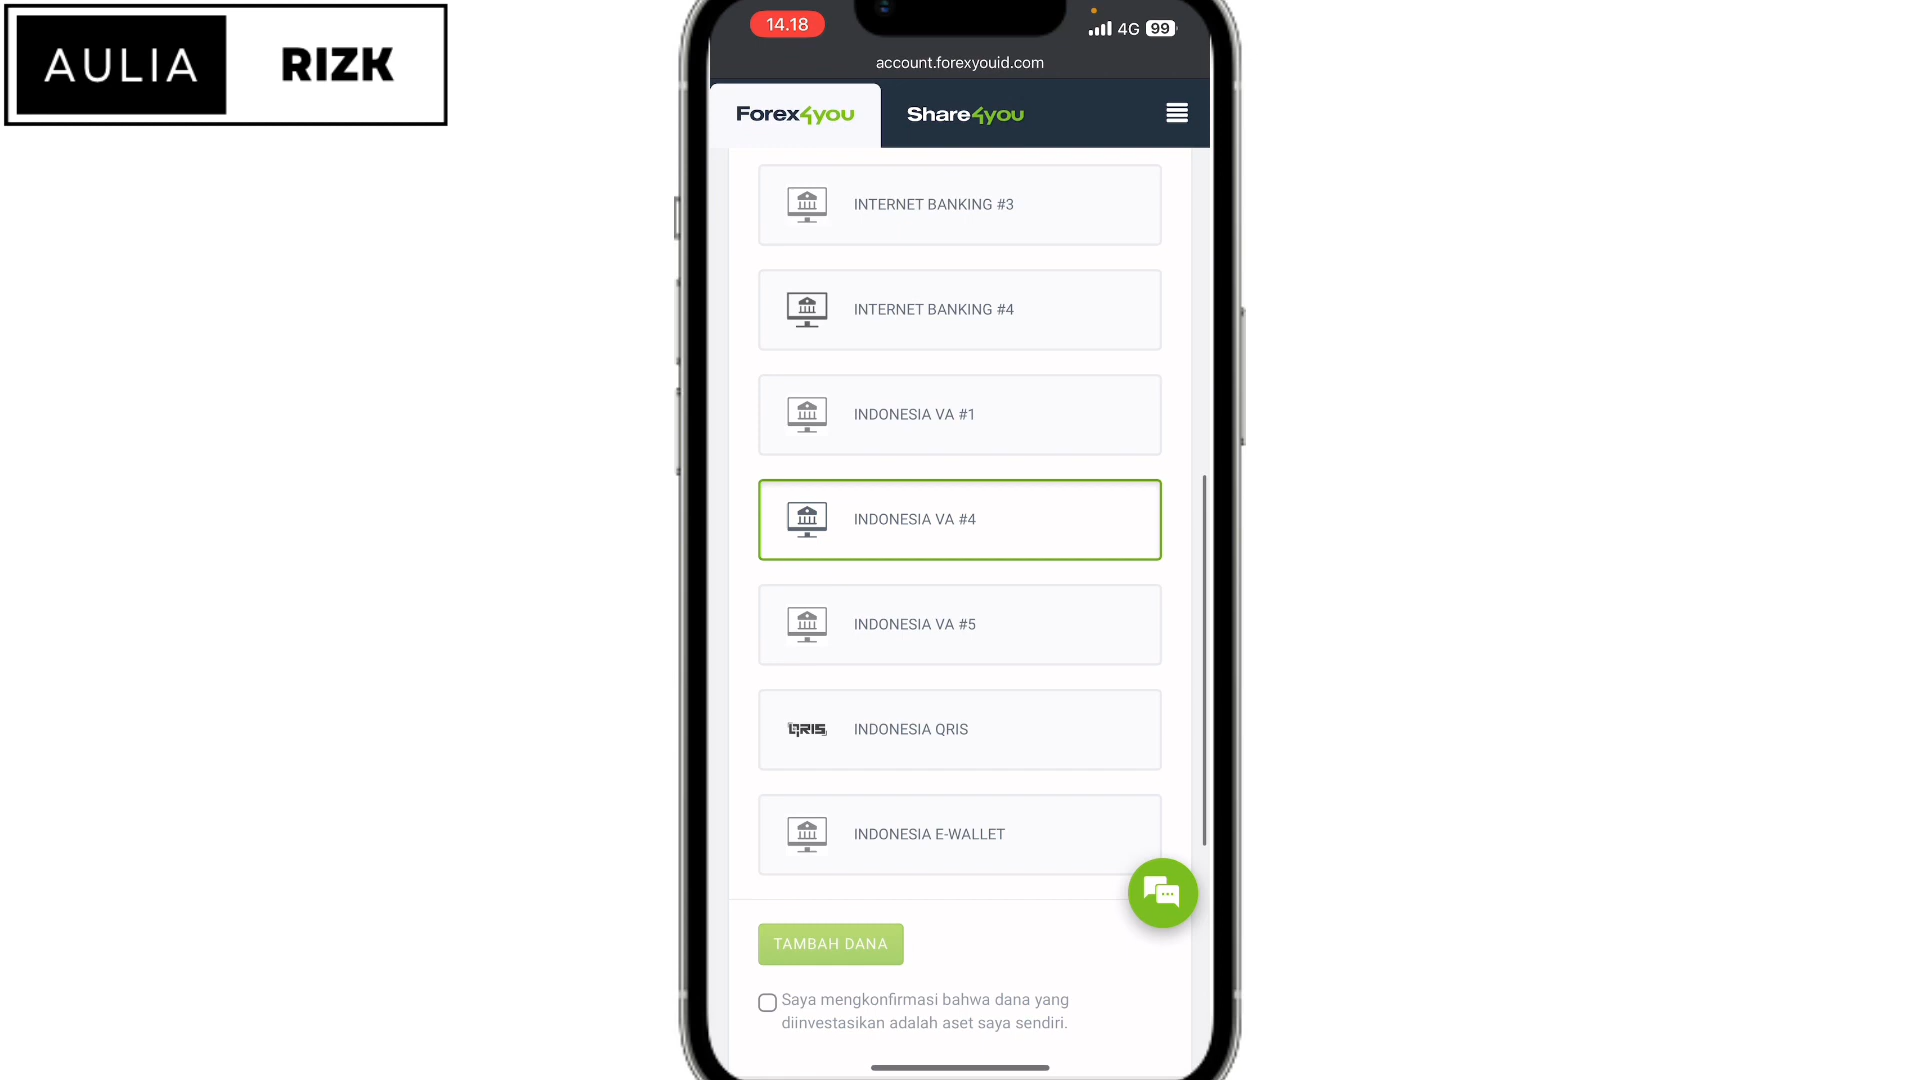 AULIA RIZK
14.18 4G 99
account.forexyouid.com
Forex4you Share4you
INTERNET BANKING #3
INTERNET BANKING #4
INDONESIA VA #1
INDONESIA VA #4
INDONESIA VA #5
QRIS INDONESIA QRIS
INDONESIA E-WALLET
TAMBAH DANA
Saya mengkonfirmasi bahwa dana yang
diinvestasikan adalah aset saya sendiri.